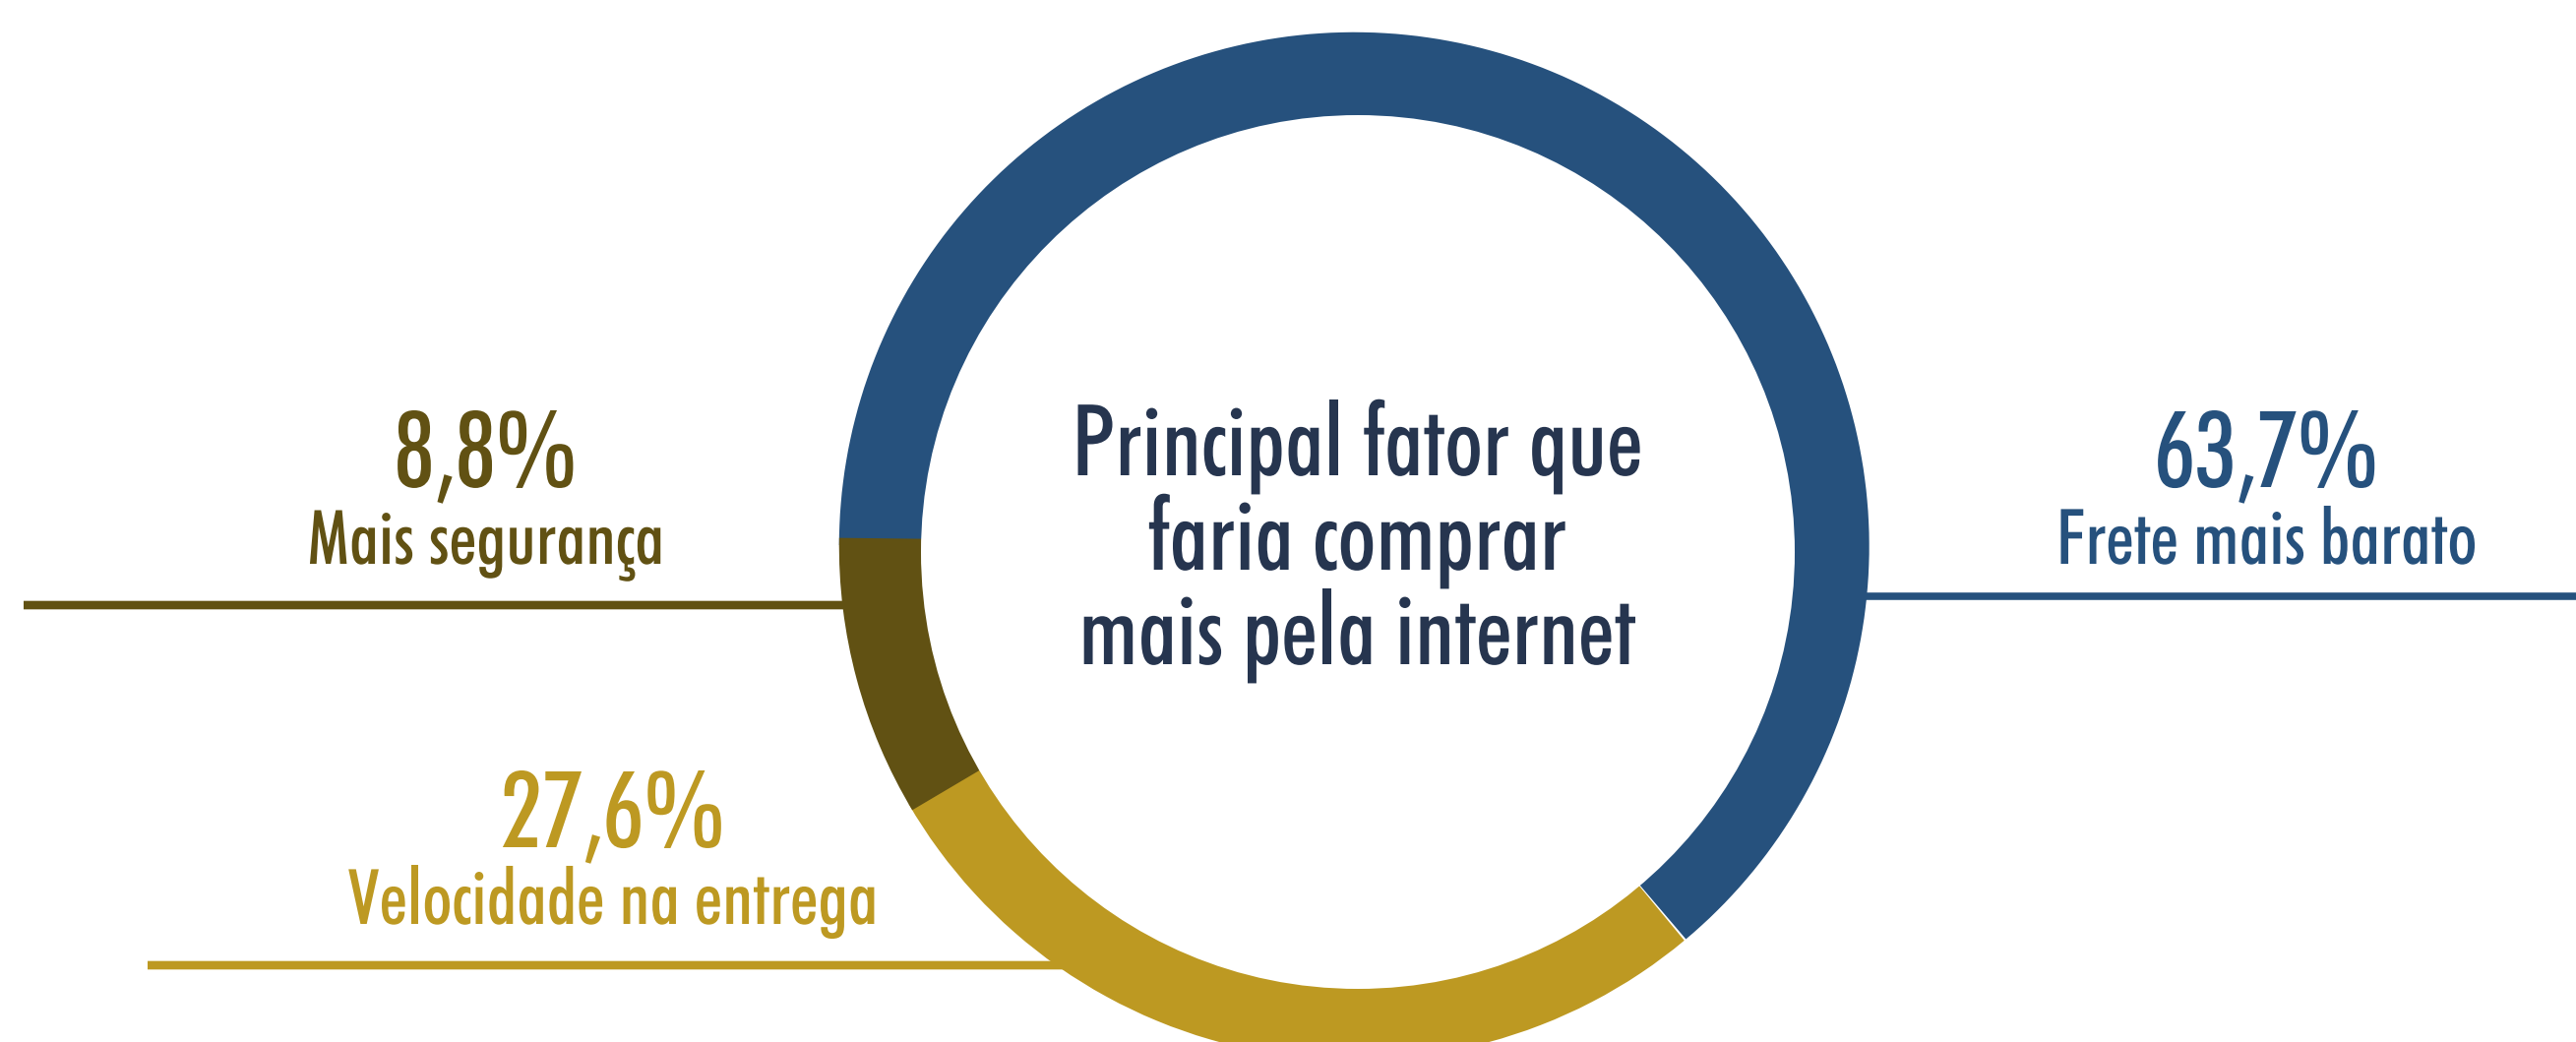 8,8%
Mais segurança
27,6%
Velocidade na entrega
Principal fator que
faria comprar
mais pela internet
63,7%
Frete mais barato